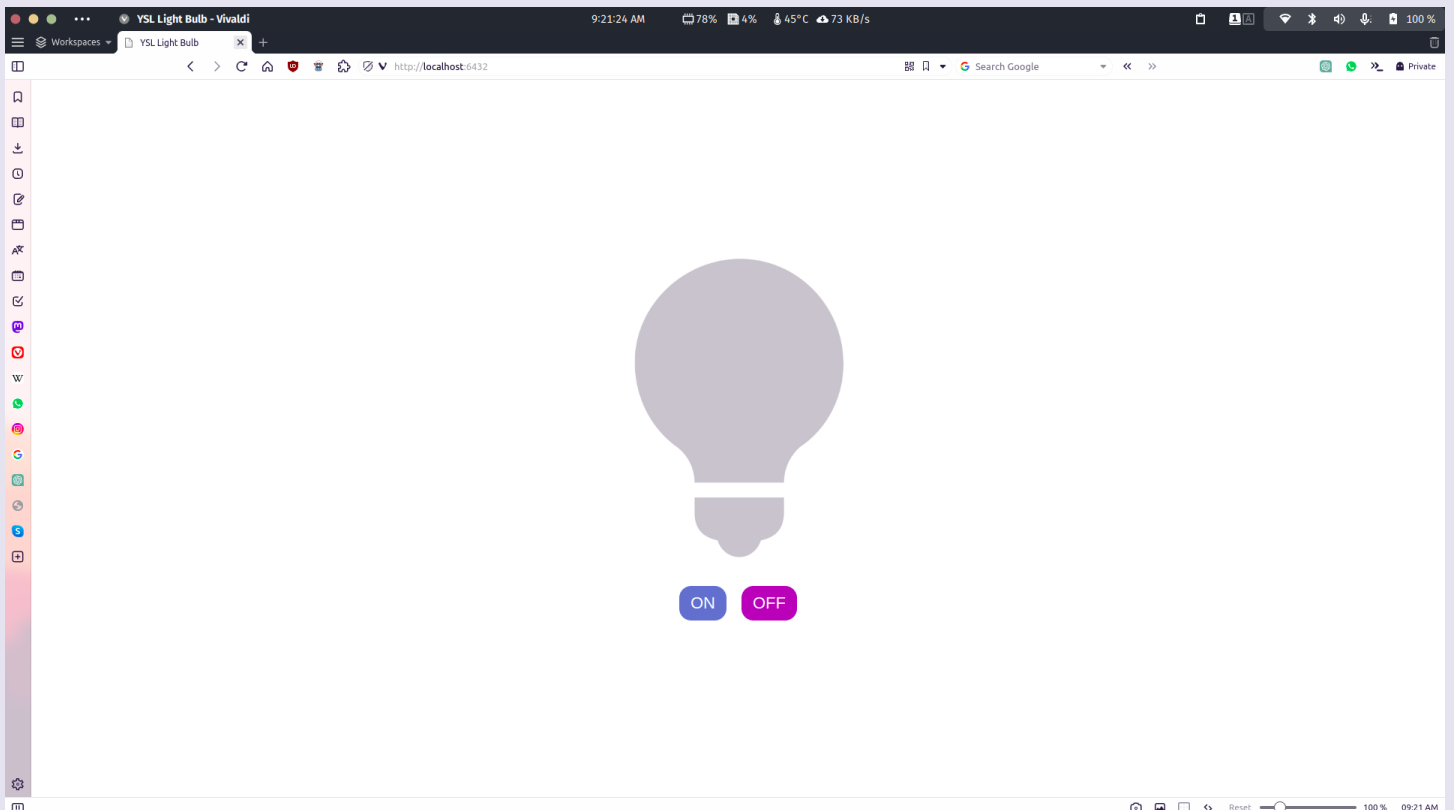 YSL Light Bulb - Vivaldi
9:21:24 AM 78% 4% 45°C 73 KB/s
1 A
100 %
Workspaces
YSL Light Bulb
http://localhost:6432
Search Google
Private
W
S
ON
OFF
Reset
100 %
09:21 AM